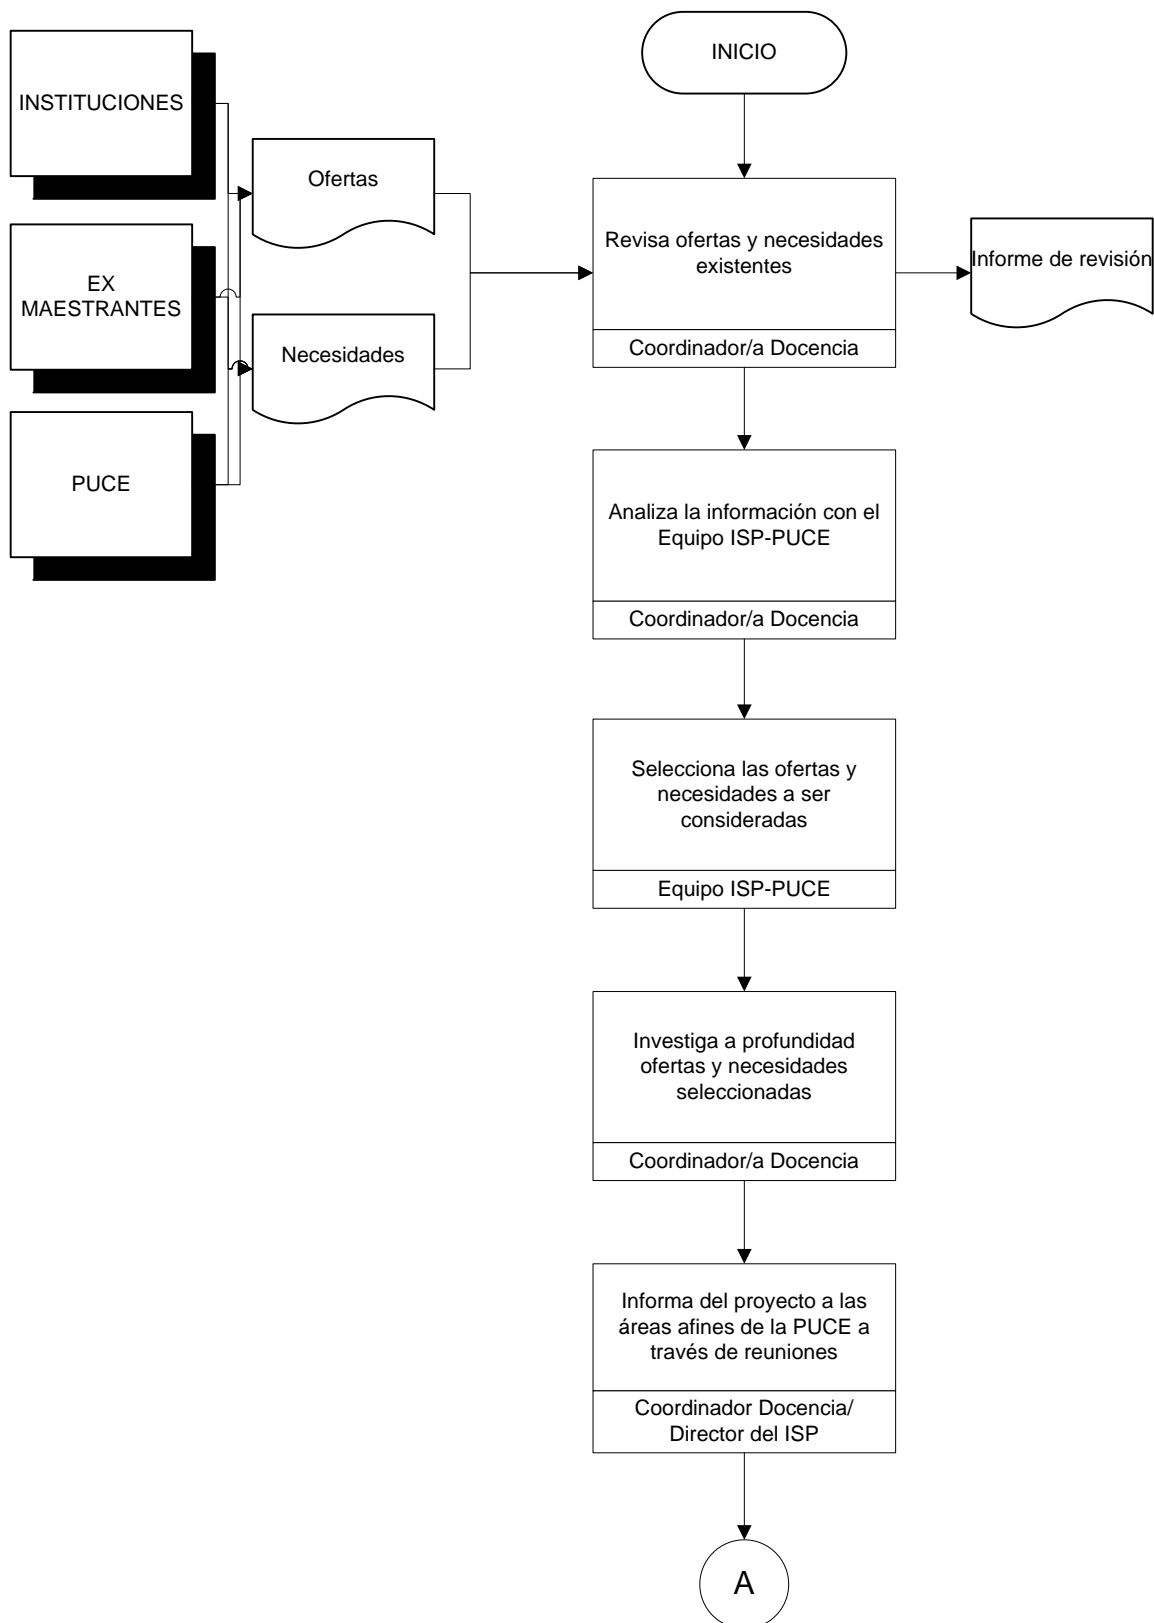 INICIO
INSTITUCIONES
Ofertas
Revisa ofertas y necesidades
existentes
Coordinador/a Docencia
Informe de revisión
EX
MAESTRANTES
Necesidades
PUCE
Analiza la información con el
Equipo ISP-PUCE
Coordinador/a Docencia
Selecciona las ofertas y
necesidades a ser
consideradas
Equipo ISP-PUCE
Investiga a profundidad
ofertas y necesidades
seleccionadas
Coordinador/a Docencia
Informa del proyecto a las
áreas afines de la PUCE a
través de reuniones
Coordinador Docencia/
Director del ISP
A